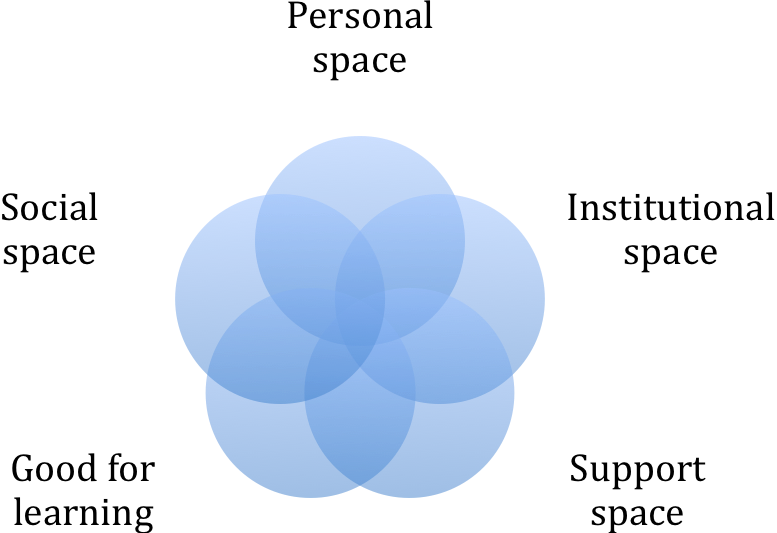 Personal
space
Social
space
Institutional
space
Good for
learning
Support
space